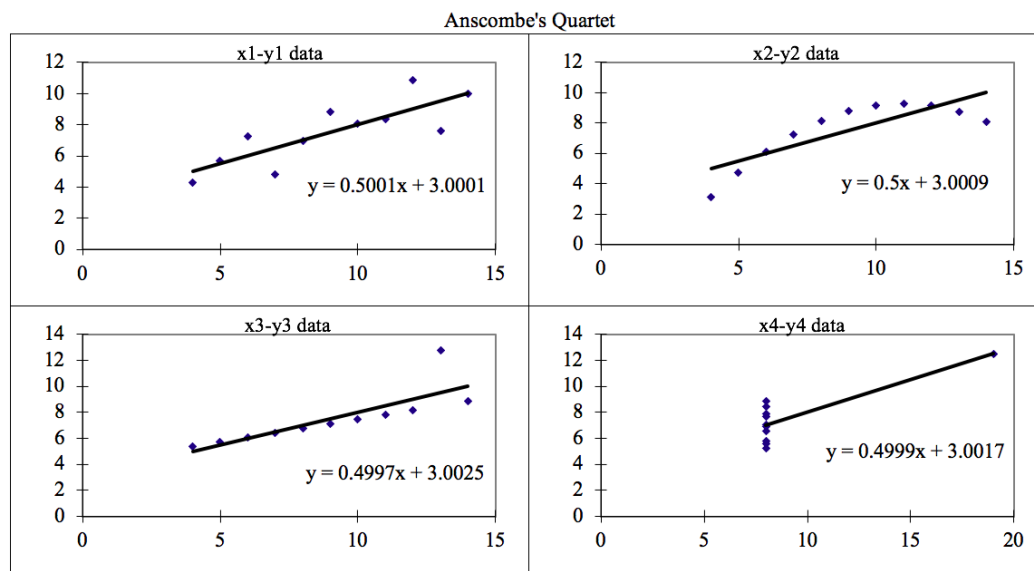 Anscombe's Quartet
x1-y1 data
12
10
8
6
4
2
0
y = 0.5001x + 3.0001
0 5 10 15
x2-y2 data
12
10
8
6
4
2
0
y = 0.5x + 3.0009
0 5 10 15
x3-y3 data
14
12
10
8
6
4
2
0
y = 0.4997x + 3.0025
0 5 10 15
x4-y4 data
14
12
10
8
6
4
2
0
y = 0.4999x + 3.0017
0 5 10 15 20